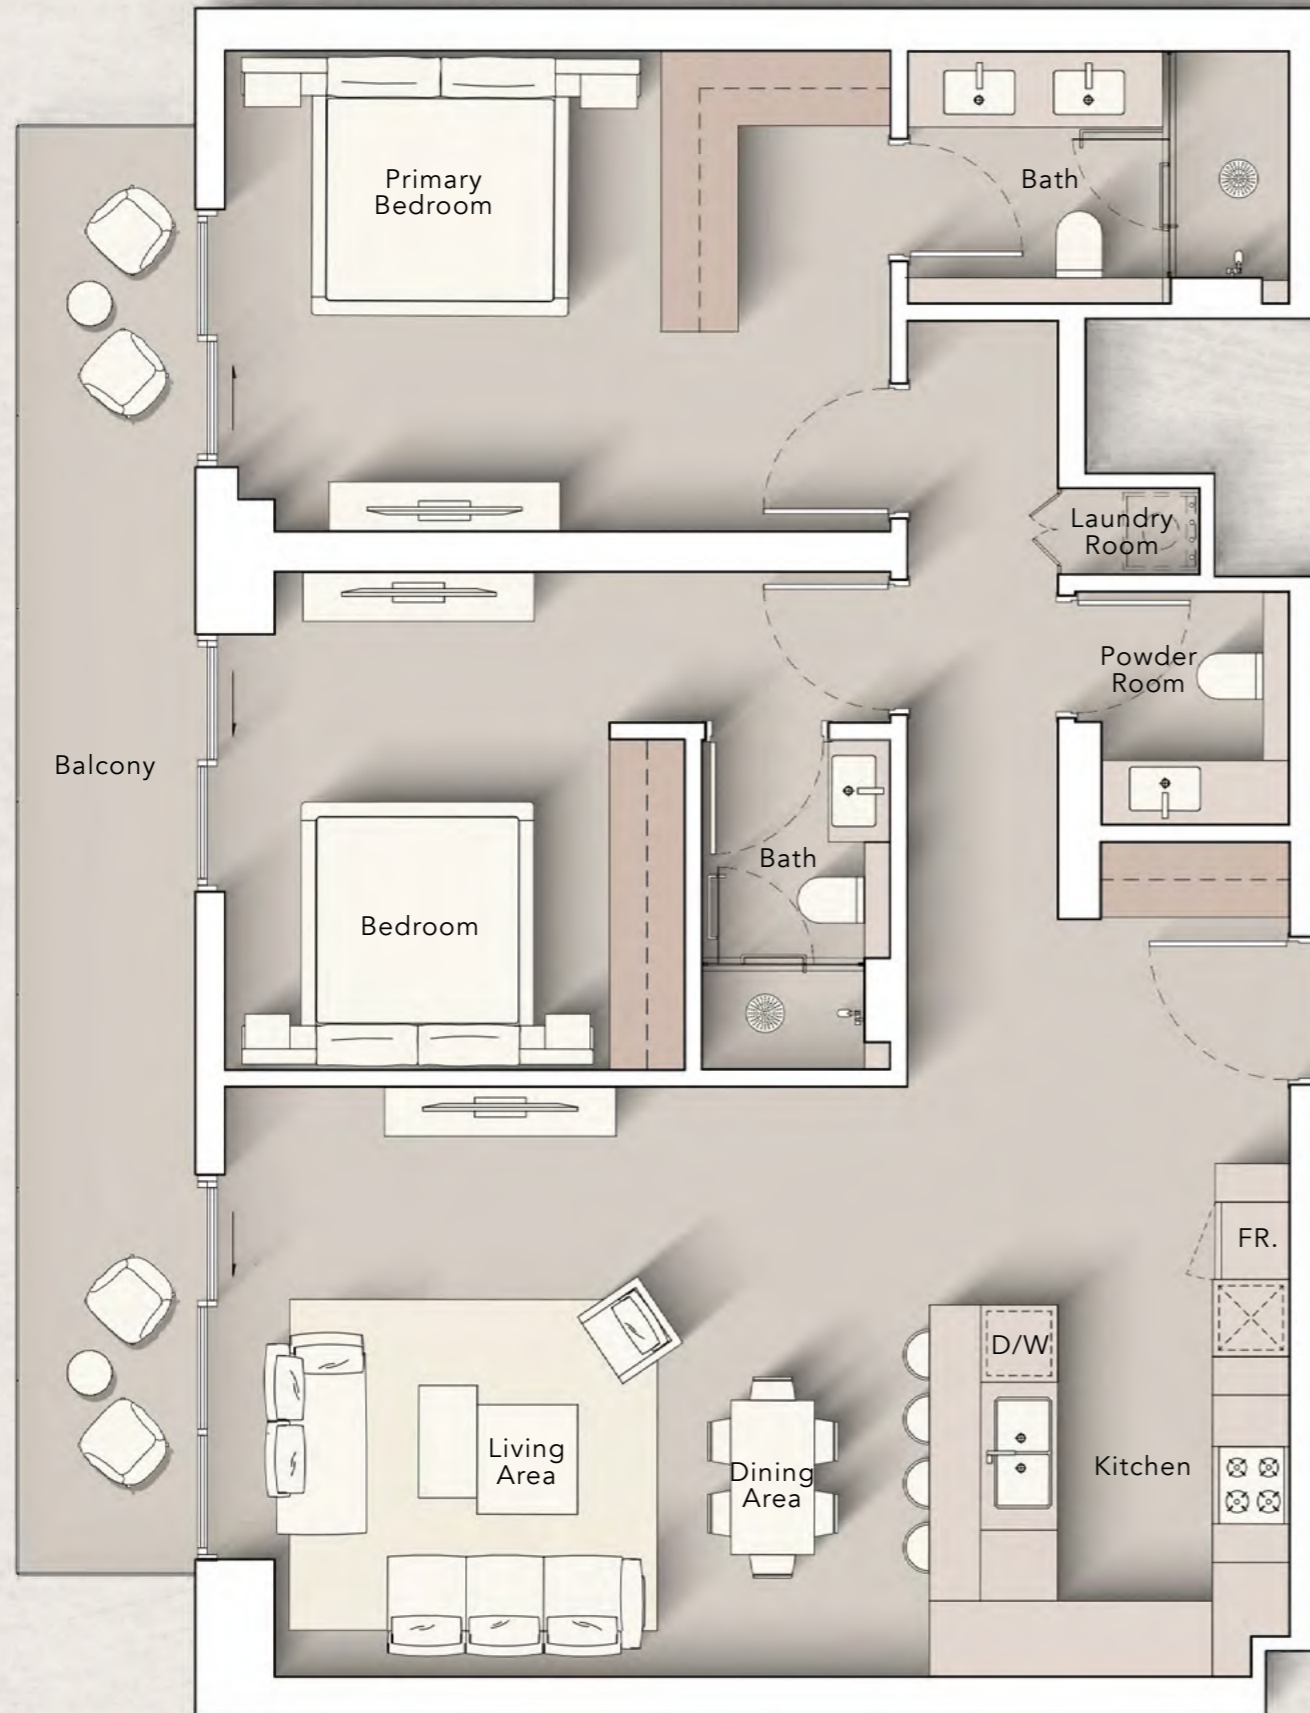 Primary
Bedroom
Bath
Laundry
Room
Powder
Room
Balcony
Bath
Bedroom
FR.
D/W
Living
Area
Dining
Area
Kitchen